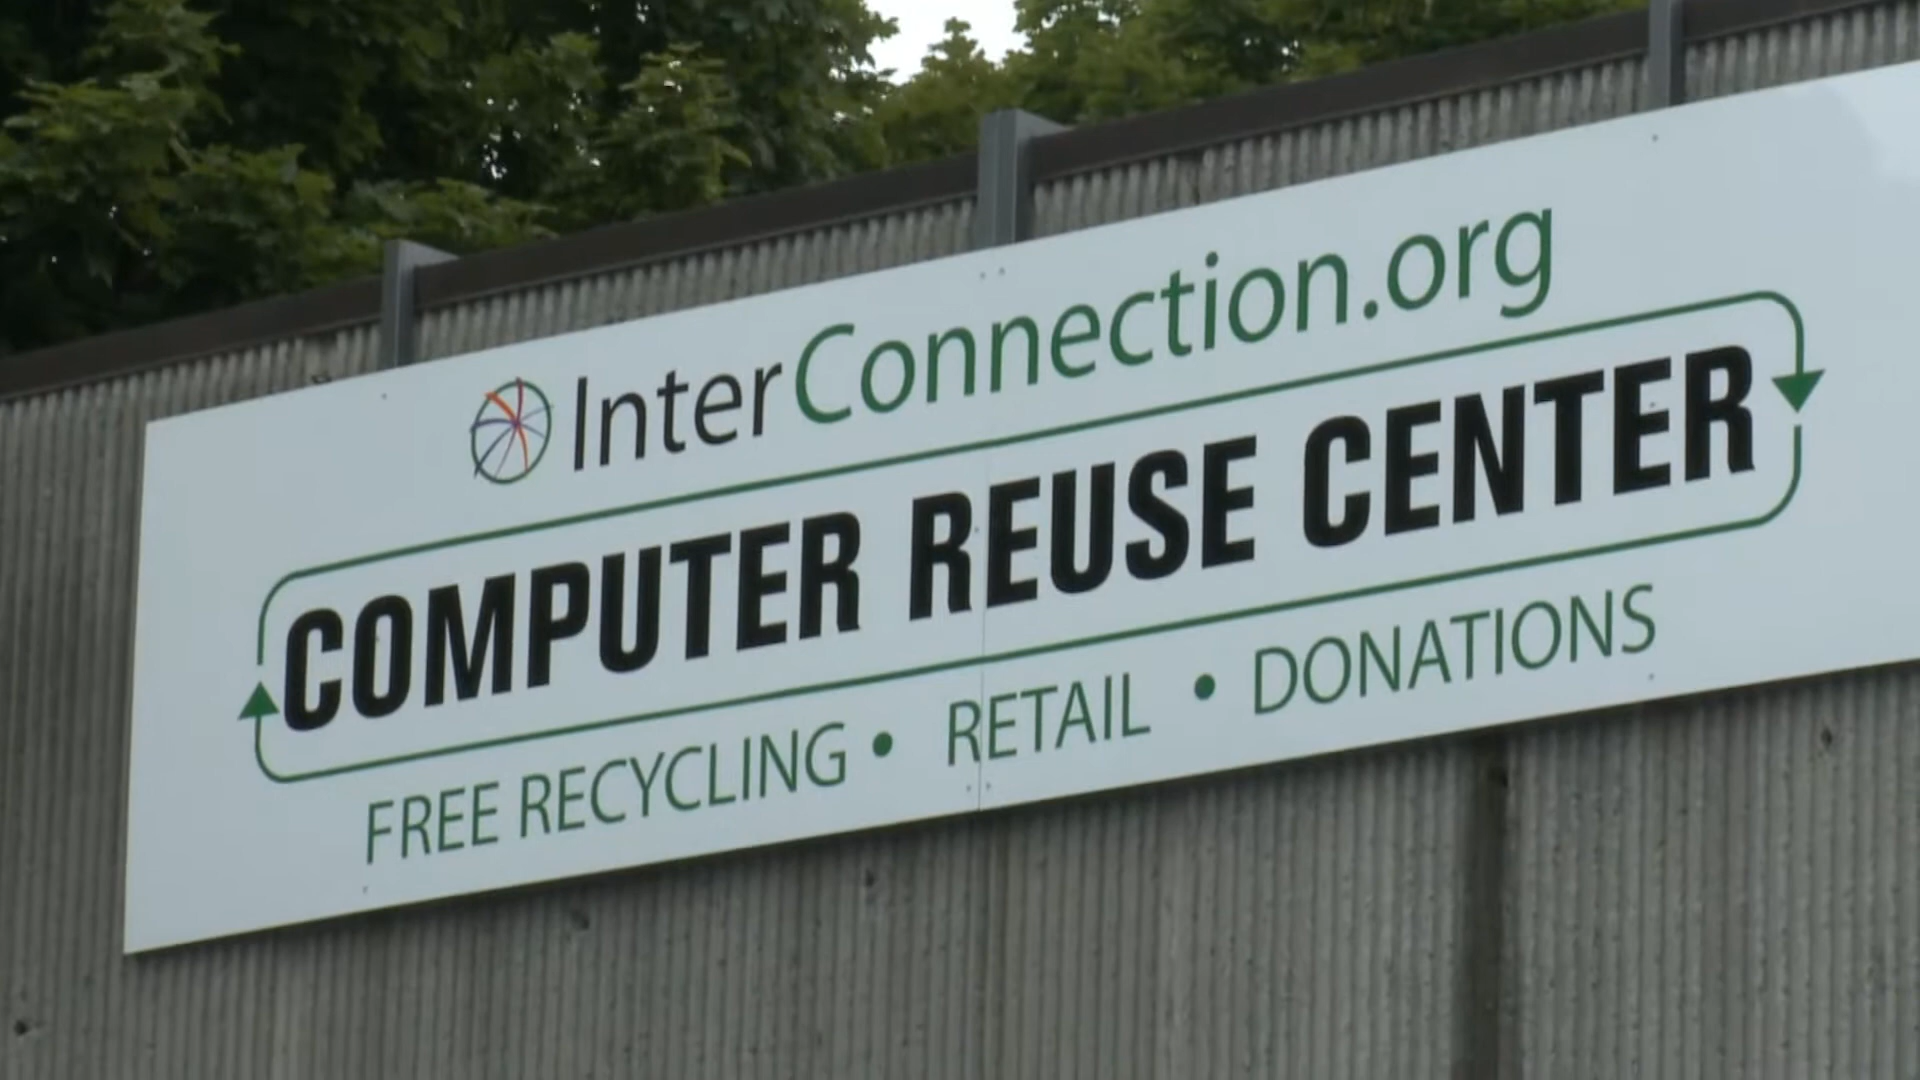 InterConnection.org
COMPUTER REUSE CENTER
FREE RECYCLING • RETAIL • DONATIONS